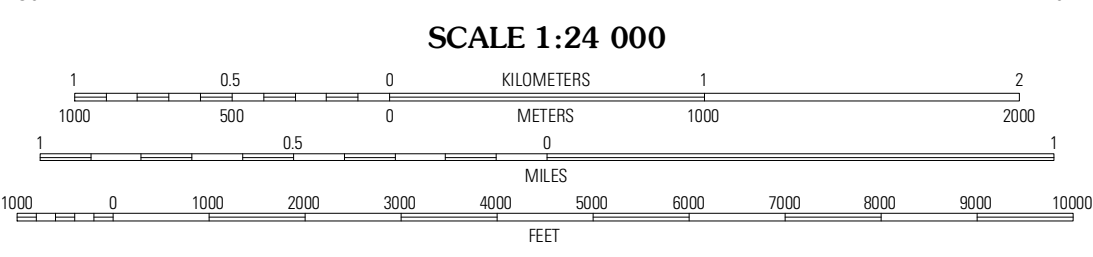 SCALE 1:24 000
1 0.5 0 KILOMETERS 1 2
1000 500 0 METERS 1000 2000
1 0.5 0 1
MILES
1000 0 1000 2000 3000 4000 5000 6000 7000 8000 9000 10000
FEET